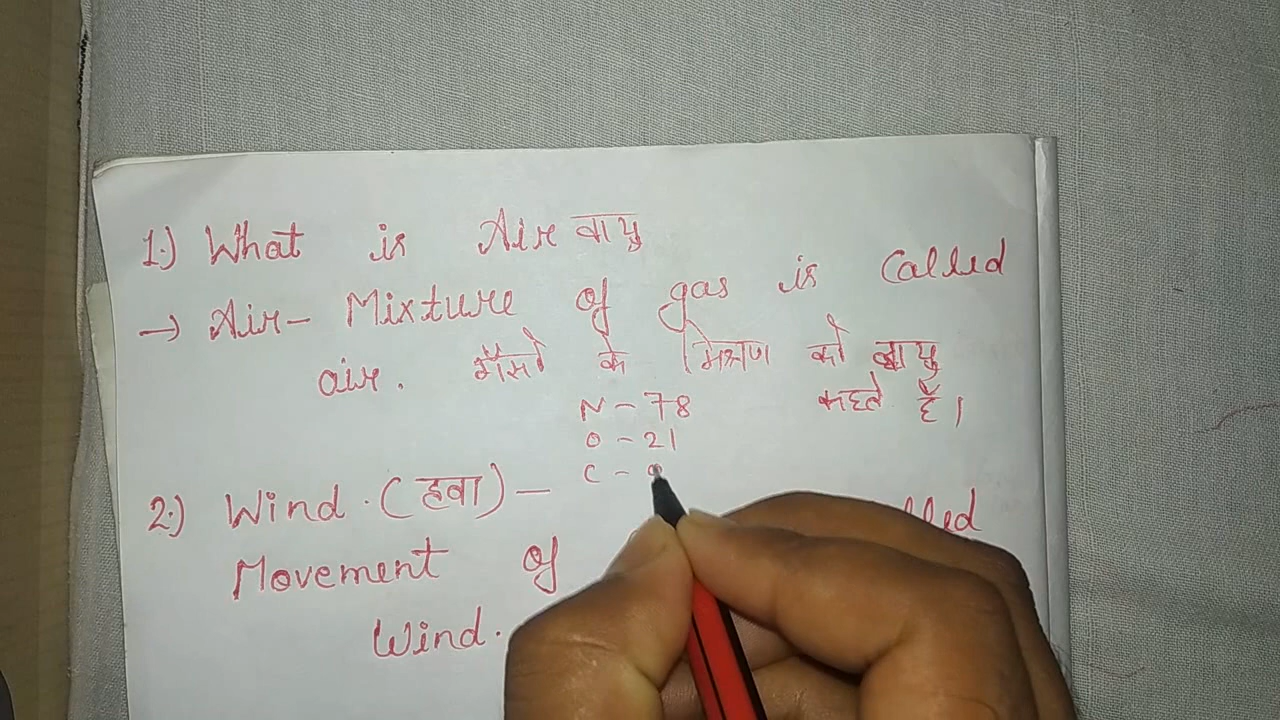 1.) What is Air वायु
→ Air - Mixture of gas is called
air. गैसो के मिश्रण को वायु
कहते हैं।
N - 78
O - 21
C - 0
2.) Wind. (हवा) -
Movement of
Wind.